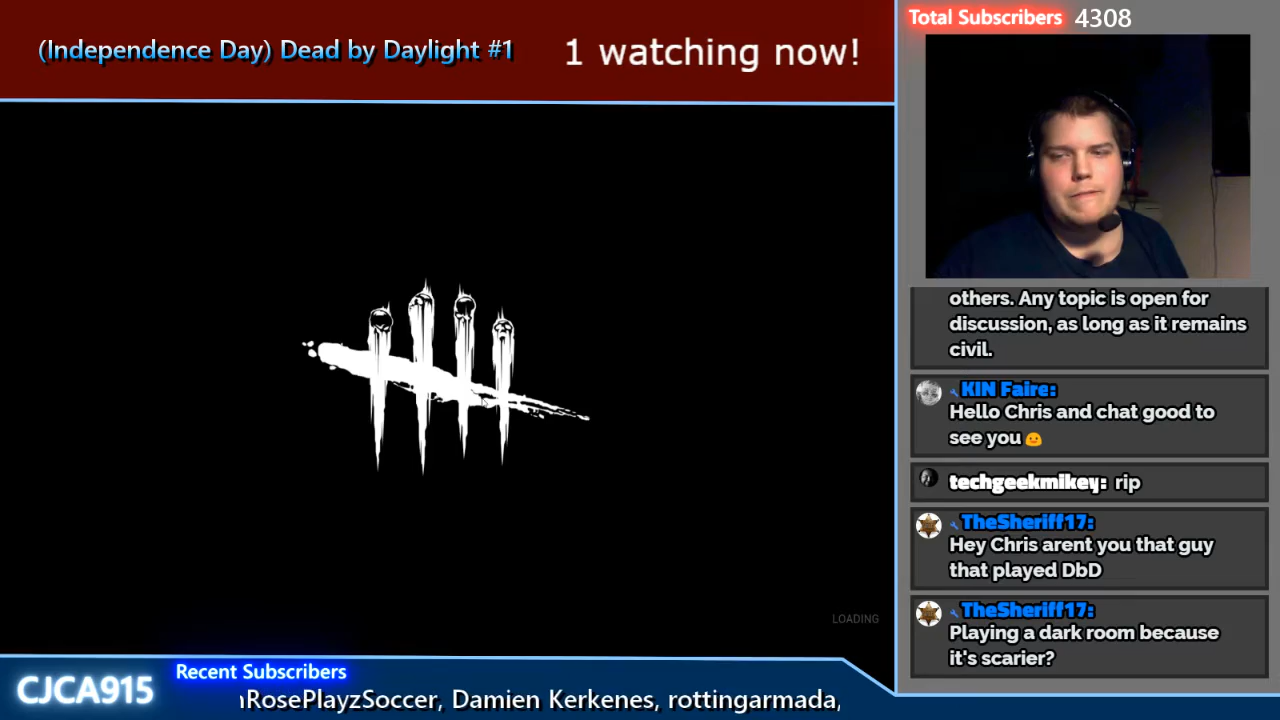 (Independence Day) Dead by Daylight #1
1 watching now!
Total Subscribers 4308
others. Any topic is open for
discussion, as long as it remains
civil.
KIN Faire:
Hello Chris and chat good to
see you
techgeekmikey: rip
TheSheriff17:
Hey Chris arent you that guy
that played DbD
TheSheriff17:
Playing a dark room because
it's scarier?
LOADING
CJCA915
Recent Subscribers
RosePlayzSoccer, Damien Kerkenes, rottingarmada,